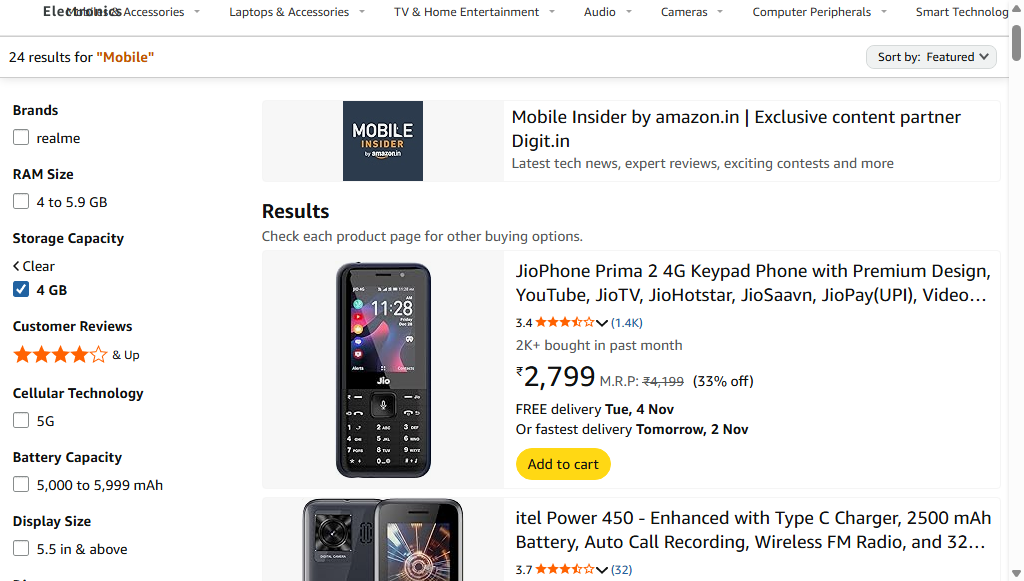 Electronics
Mobiles & Accessories
Laptops & Accessories
TV & Home Entertainment
Audio
Cameras
Computer Peripherals
Smart Technolog
24 results for "Mobile"
Sort by: Featured
Brands
realme
RAM Size
4 to 5.9 GB
Storage Capacity
Clear
4 GB
Customer Reviews
& Up
Cellular Technology
5G
Battery Capacity
5,000 to 5,999 mAh
Display Size
5.5 in & above
MOBILE
INSIDER
by amazon.in
Mobile Insider by amazon.in | Exclusive content partner
Digit.in
Latest tech news, expert reviews, exciting contests and more
Results
Check each product page for other buying options.
11:28
Friday
Alerts
Contacts
Jio
JioPhone Prima 2 4G Keypad Phone with Premium Design,
YouTube, JioTV, JioHotstar, JioSaavn, JioPay(UPI), Video…
3.4 (1.4K)
2K+ bought in past month
₹2,799 M.R.P: ₹4,199 (33% off)
FREE delivery Tue, 4 Nov
Or fastest delivery Tomorrow, 2 Nov
Add to cart
DIGITAL CAMERA
itel Power 450 - Enhanced with Type C Charger, 2500 mAh
Battery, Auto Call Recording, Wireless FM Radio, and 32…
3.7 (32)